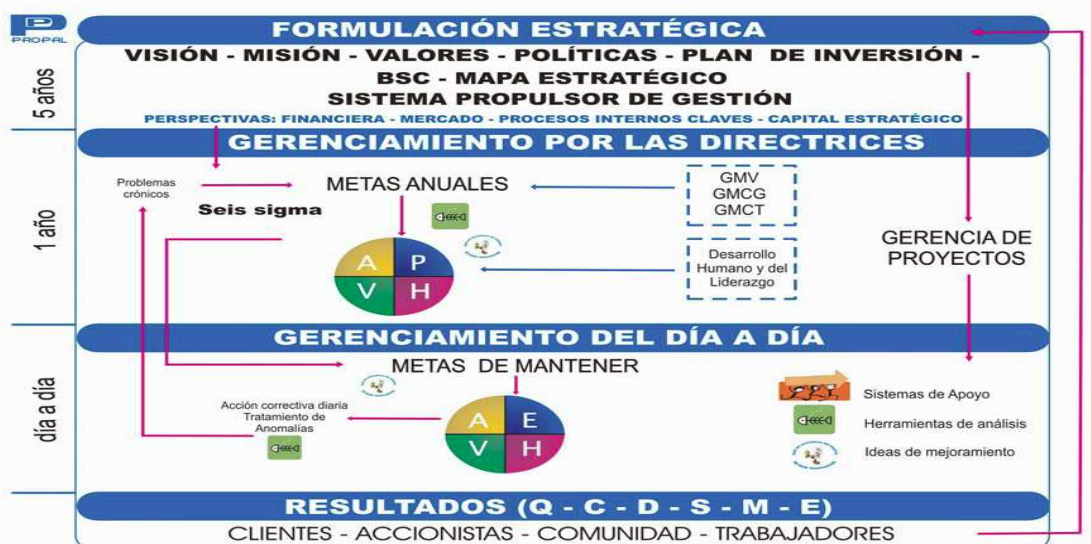 PROPAL
FORMULACIÓN ESTRATÉGICA
VISIÓN - MISIÓN - VALORES - POLÍTICAS - PLAN DE INVERSIÓN -
BSC - MAPA ESTRATÉGICO
SISTEMA PROPULSOR DE GESTIÓN
PERSPECTIVAS: FINANCIERA - MERCADO - PROCESOS INTERNOS CLAVES - CAPITAL ESTRATÉGICO
5 años
GERENCIAMIENTO POR LAS DIRECTRICES
1 año
Problemas
crónicos
METAS ANUALES
Seis sigma
GMV
GMCG
GMCT
A P
V H
Desarrollo
Humano y del
Liderazgo
GERENCIA DE
PROYECTOS
GERENCIAMIENTO DEL DÍA A DÍA
día a día
METAS DE MANTENER
Acción correctiva diaria
Tratamiento de
Anomalías
A E
V H
Sistemas de Apoyo
Herramientas de análisis
Ideas de mejoramiento
RESULTADOS (Q - C - D - S - M - E)
CLIENTES - ACCIONISTAS - COMUNIDAD - TRABAJADORES